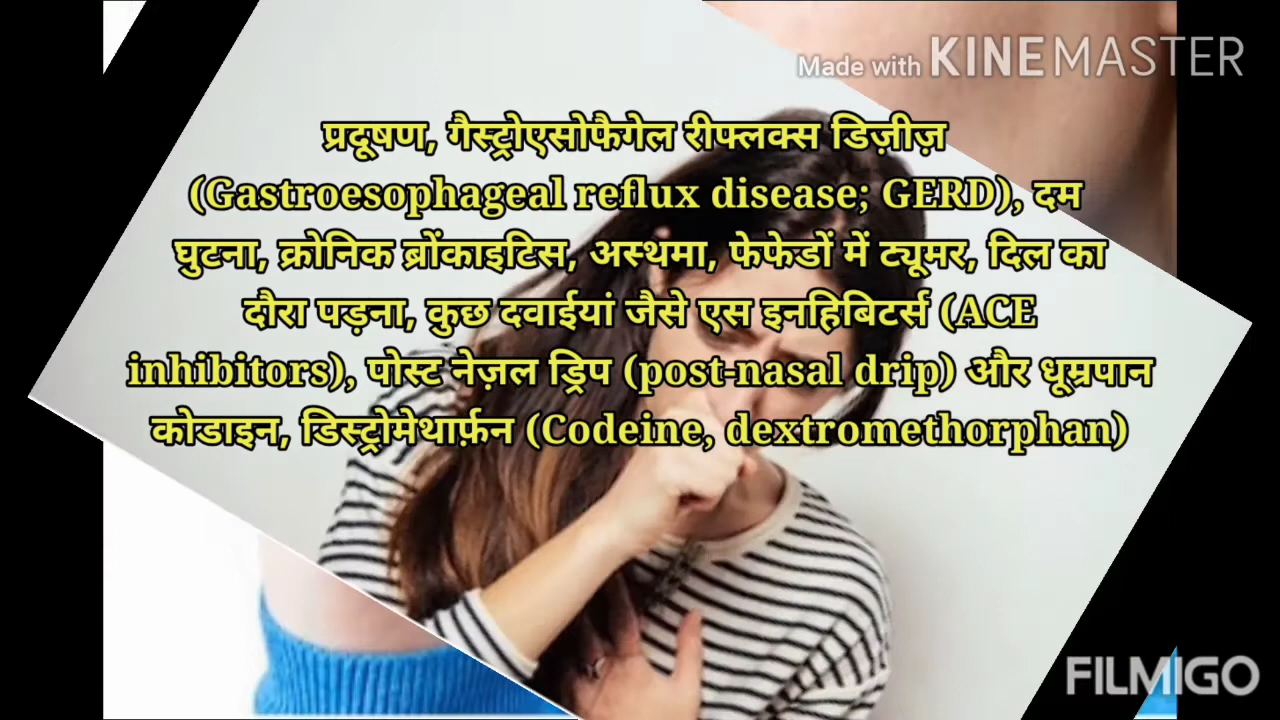 Made with KINEMASTER
प्रदूषण, गैस्ट्रोएसोफैगेल रीफ्लक्स डिज़ीज़
(Gastroesophageal reflux disease; GERD), दम
घुटना, क्रोनिक ब्रोंकाइटिस, अस्थमा, फेफेडों में ट्यूमर, दिल का
दौरा पड़ना, कुछ दवाईयां जैसे एस इनहिबिटर्स (ACE
inhibitors), पोस्ट नेज़ल ड्रिप (post-nasal drip) और धूम्रपान
कोडाइन, डिस्ट्रोमेथार्फ़न (Codeine, dextromethorphan)
FILMIGO